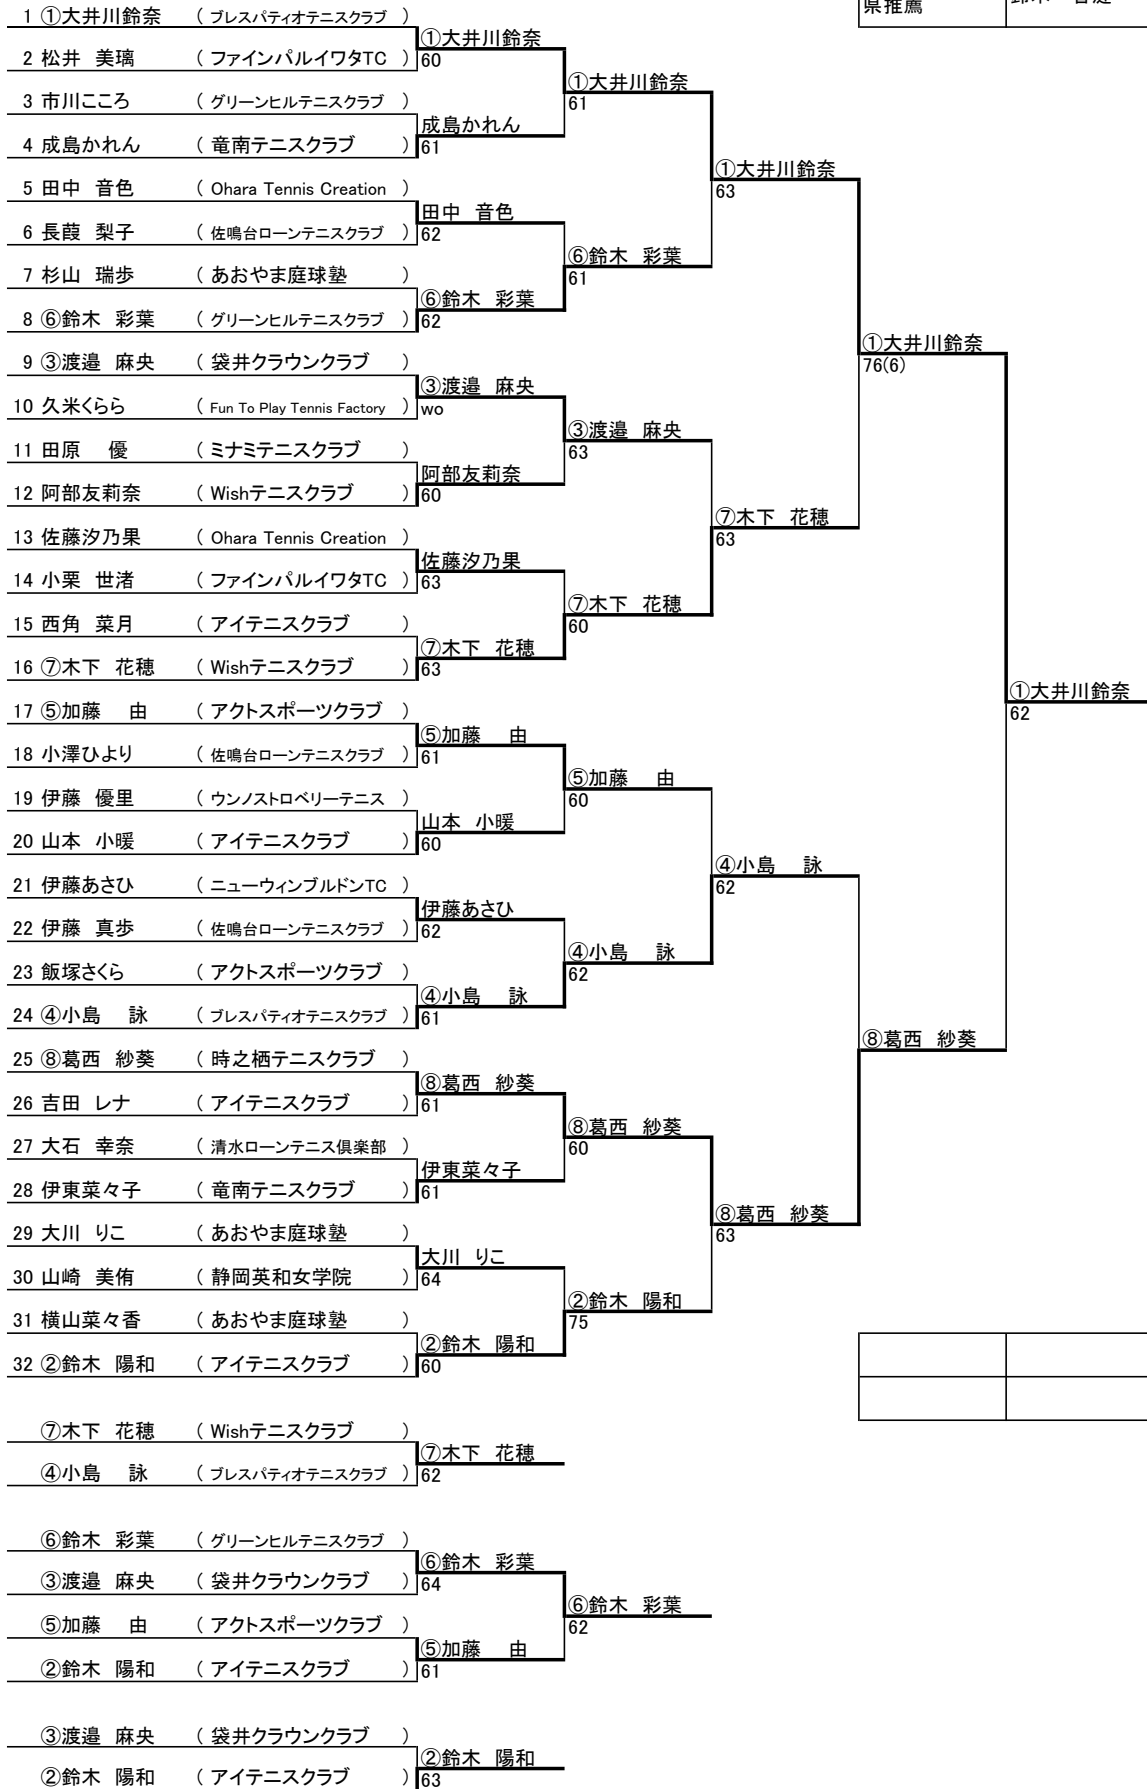 県推薦
1 ①大井川鈴奈 ( ブレスパティオテニスクラブ )
①大井川鈴奈
2 松井 美璃 ( ファインパルイワタTC ) 60
①大井川鈴奈
3 市川こころ ( グリーンヒルテニスクラブ ) 61
成島かれん
4 成島かれん ( 竜南テニスクラブ ) 61
①大井川鈴奈
5 田中 音色 ( Ohara Tennis Creation ) 63
田中 音色
6 長葭 梨子 ( 佐鳴台ローンテニスクラブ ) 62
⑥鈴木 彩葉
7 杉山 瑞歩 ( あおやま庭球塾 ) 61
⑥鈴木 彩葉
8 ⑥鈴木 彩葉 ( グリーンヒルテニスクラブ ) 62
①大井川鈴奈
9 ③渡邉 麻央 ( 袋井クラウンクラブ ) 76(6)
③渡邉 麻央
10 久米くらら ( Fun To Play Tennis Factory ) wo
③渡邉 麻央
11 田原 優 ( ミナミテニスクラブ ) 63
阿部友莉奈
12 阿部友莉奈 ( Wishテニスクラブ ) 60
⑦木下 花穂
13 佐藤汐乃果 ( Ohara Tennis Creation ) 63
佐藤汐乃果
14 小栗 世渚 ( ファインパルイワタTC ) 63
⑦木下 花穂
15 西角 菜月 ( アイテニスクラブ ) 60
⑦木下 花穂
16 ⑦木下 花穂 ( Wishテニスクラブ ) 63
①大井川鈴奈
17 ⑤加藤 由 ( アクトスポーツクラブ ) 62
⑤加藤 由
18 小澤ひより ( 佐鳴台ローンテニスクラブ ) 61
⑤加藤 由
19 伊藤 優里 ( ウンノストロベリーテニス ) 60
山本 小暖
20 山本 小暖 ( アイテニスクラブ ) 60
④小島 詠
21 伊藤あさひ ( ニューウィンブルドンTC ) 62
伊藤あさひ
22 伊藤 真歩 ( 佐鳴台ローンテニスクラブ ) 62
④小島 詠
23 飯塚さくら ( アクトスポーツクラブ ) 62
④小島 詠
24 ④小島 詠 ( ブレスパティオテニスクラブ ) 61
⑧葛西 紗葵
25 ⑧葛西 紗葵 ( 時之栖テニスクラブ )
⑧葛西 紗葵
26 吉田 レナ ( アイテニスクラブ ) 61
⑧葛西 紗葵
27 大石 幸奈 ( 清水ローンテニス倶楽部 ) 60
伊東菜々子
28 伊東菜々子 ( 竜南テニスクラブ ) 61
⑧葛西 紗葵
29 大川 りこ ( あおやま庭球塾 ) 63
大川 りこ
30 山崎 美侑 ( 静岡英和女学院 ) 64
②鈴木 陽和
31 横山菜々香 ( あおやま庭球塾 ) 75
②鈴木 陽和
32 ②鈴木 陽和 ( アイテニスクラブ ) 60
⑦木下 花穂 ( Wishテニスクラブ )
⑦木下 花穂
④小島 詠 ( ブレスパティオテニスクラブ ) 62
⑥鈴木 彩葉 ( グリーンヒルテニスクラブ )
⑥鈴木 彩葉
③渡邉 麻央 ( 袋井クラウンクラブ ) 64
⑥鈴木 彩葉
⑤加藤 由 ( アクトスポーツクラブ ) 62
⑤加藤 由
②鈴木 陽和 ( アイテニスクラブ ) 61
③渡邉 麻央 ( 袋井クラウンクラブ )
②鈴木 陽和
②鈴木 陽和 ( アイテニスクラブ ) 63